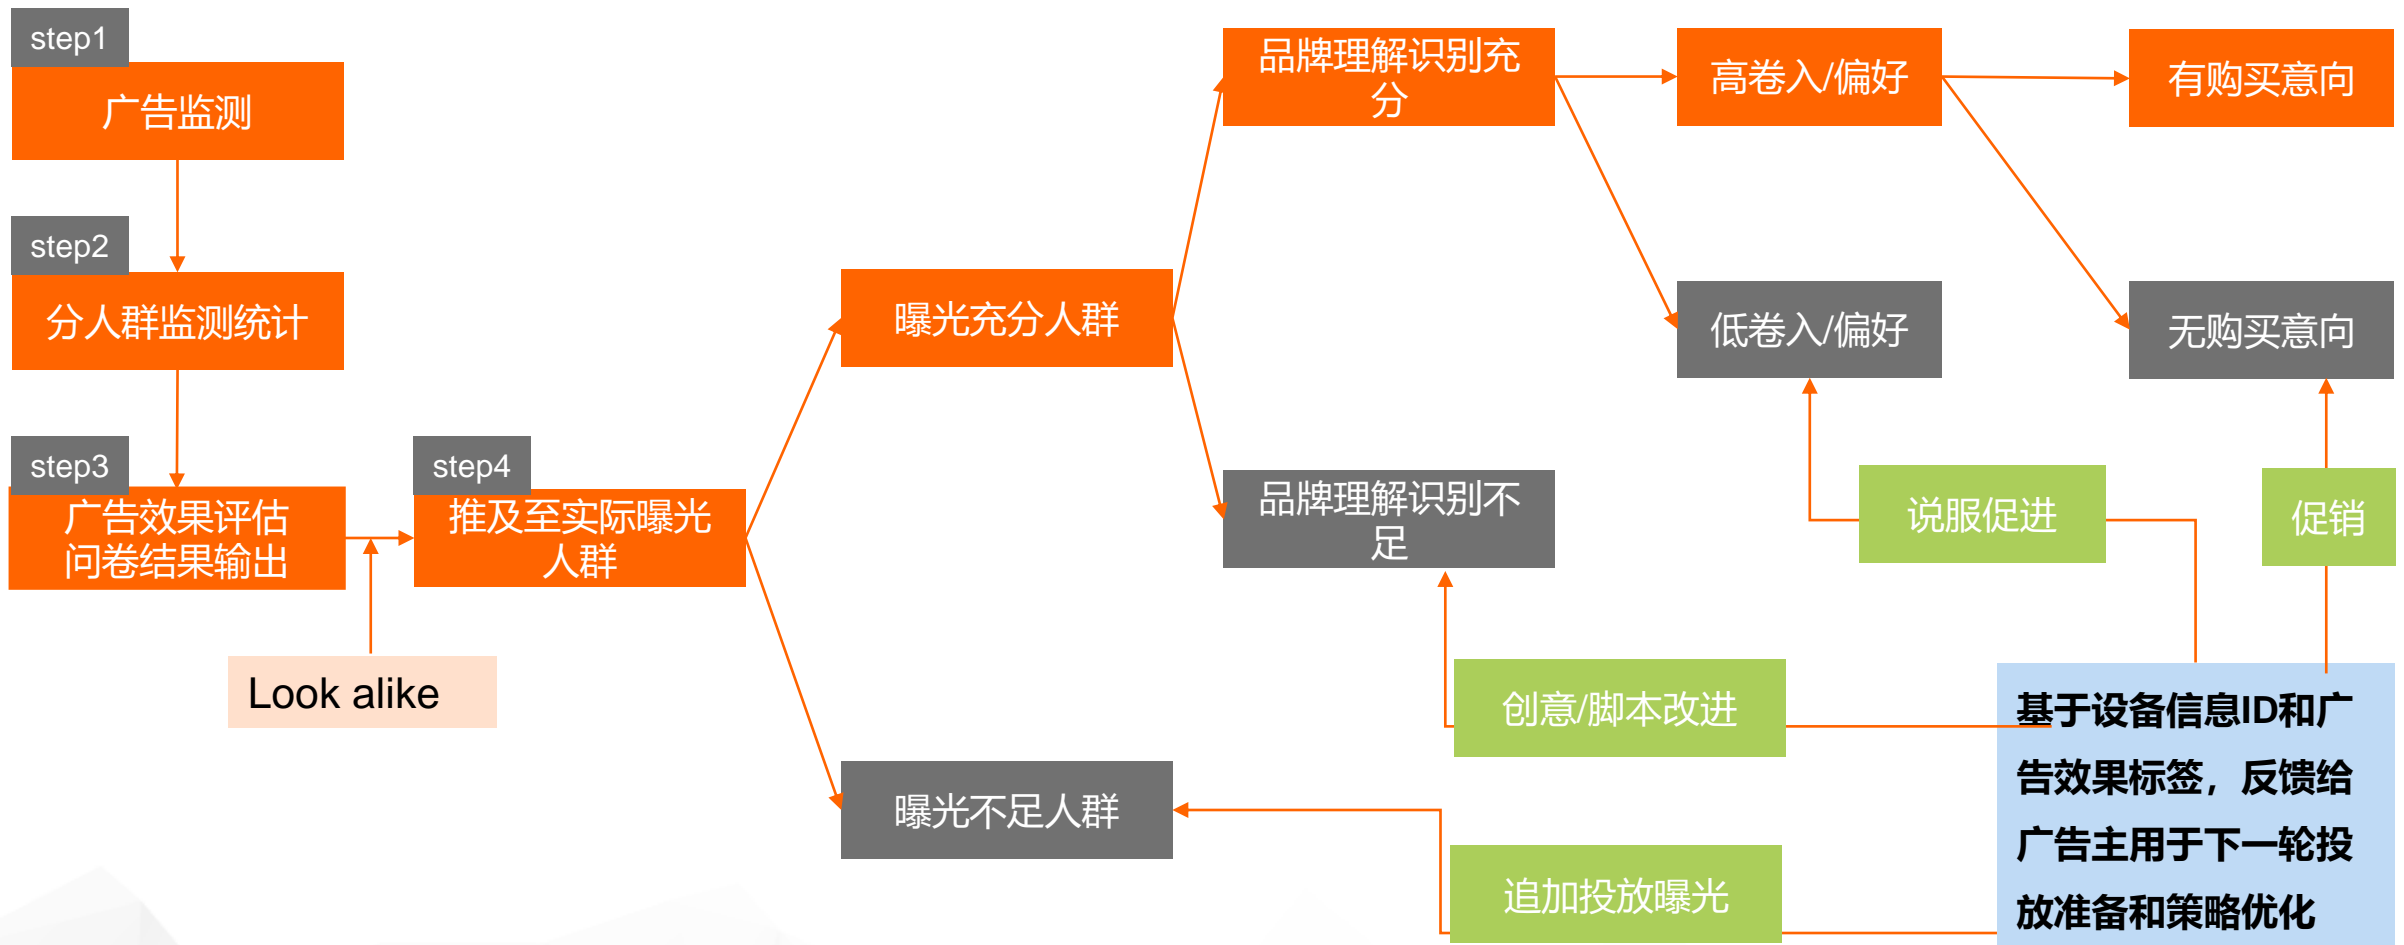 step1
广告监测
step2
分人群监测统计
step3
广告效果评估
问卷结果输出
Look alike
step4
推及至实际曝光
人群
曝光充分人群
曝光不足人群
品牌理解识别充
分
品牌理解识别不
足
高卷入/偏好
低卷入/偏好
有购买意向
无购买意向
说服促进
促销
创意/脚本改进
追加投放曝光
基于设备信息ID和广
告效果标签，反馈给
广告主用于下一轮投
放准备和策略优化